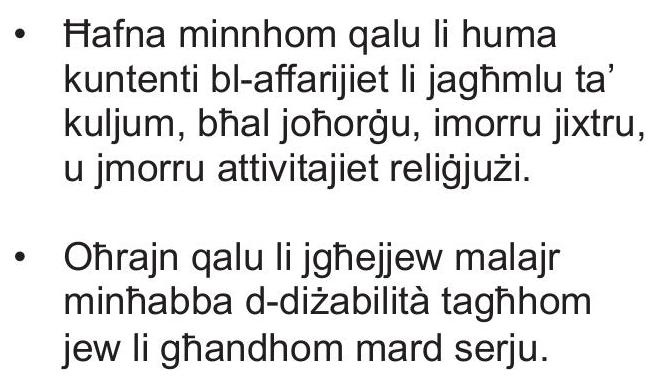 • Ħafna minnhom qalu li huma
kuntenti bl-affarijiet li jagħmlu ta’
kuljum, bħal joħorġu, imorru jixtru,
u jmorru attivitajiet reliġjużi.
• Oħrajn qalu li jgħejjew malajr
minħabba d-diżabilità tagħhom
jew li għandhom mard serju.